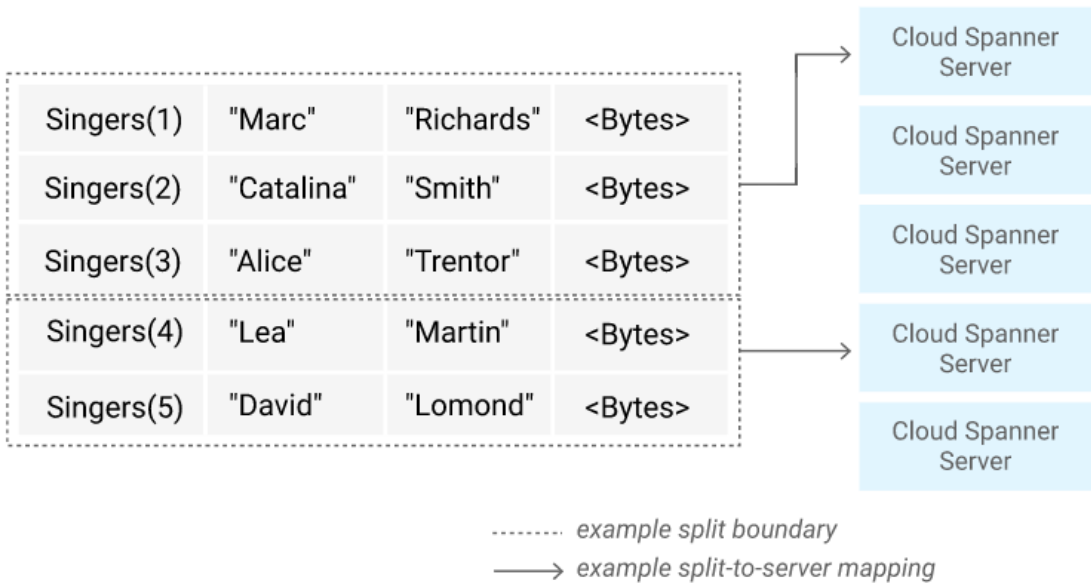 Cloud Spanner
Server
Singers(1) "Marc" "Richards" <Bytes>
Cloud Spanner
Server
Singers(2) "Catalina" "Smith" <Bytes>
Cloud Spanner
Server
Singers(3) "Alice" "Trentor" <Bytes>
Singers(4) "Lea" "Martin" <Bytes>
Cloud Spanner
Server
Singers(5) "David" "Lomond" <Bytes>
Cloud Spanner
Server
example split boundary
example split-to-server mapping